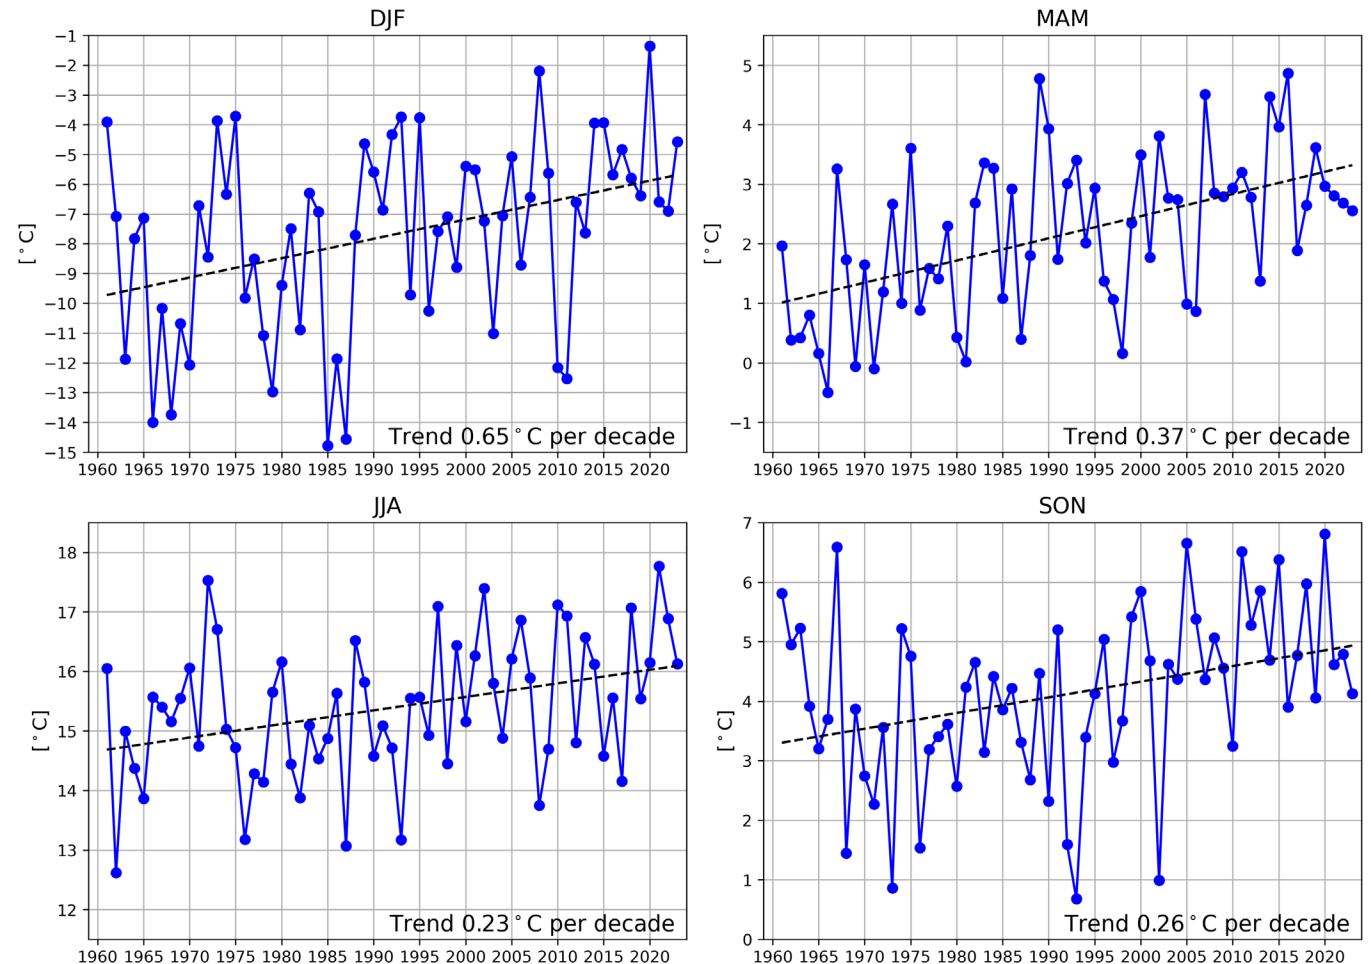 DJF
−1
−2
−3
−4
−5
−6
−7
−8
−9
−10
−11
−12
−13
−14
−15
[°C]
Trend 0.65°C per decade
1960 1965 1970 1975 1980 1985 1990 1995 2000 2005 2010 2015 2020
MAM
5
4
3
2
1
0
−1
[°C]
Trend 0.37°C per decade
1960 1965 1970 1975 1980 1985 1990 1995 2000 2005 2010 2015 2020
JJA
18
17
16
15
14
13
12
[°C]
Trend 0.23°C per decade
1960 1965 1970 1975 1980 1985 1990 1995 2000 2005 2010 2015 2020
SON
7
6
5
4
3
2
1
0
[°C]
Trend 0.26°C per decade
1960 1965 1970 1975 1980 1985 1990 1995 2000 2005 2010 2015 2020